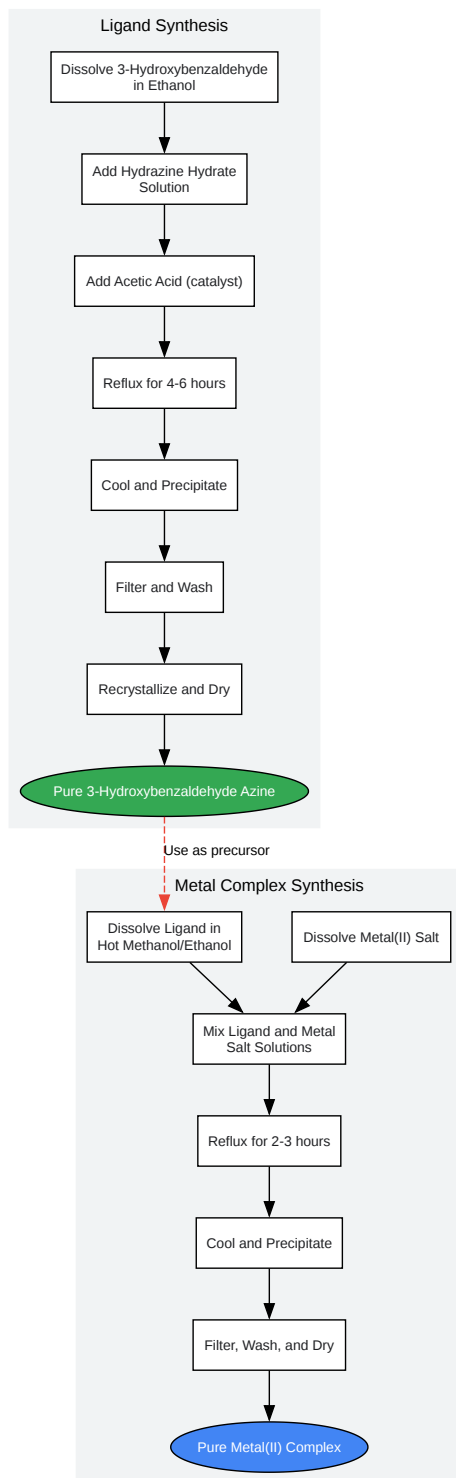 Ligand Synthesis
Dissolve 3-Hydroxybenzaldehyde
in Ethanol
Add Hydrazine Hydrate
Solution
Add Acetic Acid (catalyst)
Reflux for 4-6 hours
Cool and Precipitate
Filter and Wash
Recrystallize and Dry
Pure 3-Hydroxybenzaldehyde Azine
Use as precursor
Metal Complex Synthesis
Dissolve Ligand in
Hot Methanol/Ethanol
Dissolve Metal(II) Salt
Mix Ligand and Metal
Salt Solutions
Reflux for 2-3 hours
Cool and Precipitate
Filter, Wash, and Dry
Pure Metal(II) Complex